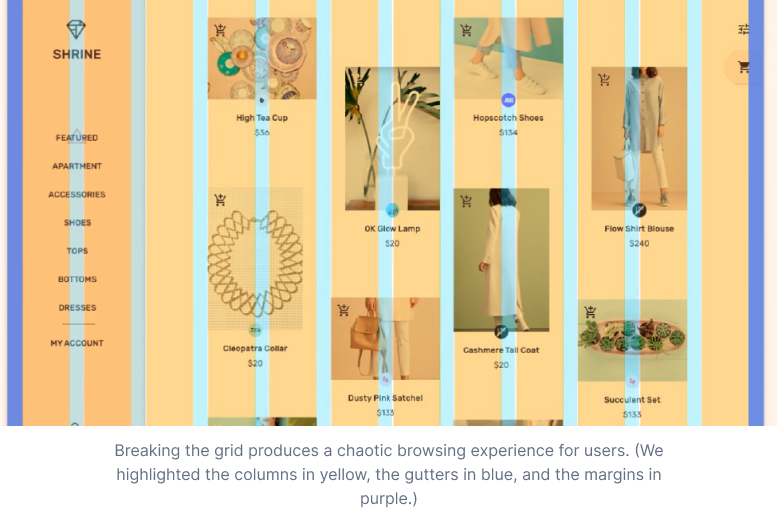 SHRINE
FEATURED
APARTMENT
ACCESSORIES
SHOES
TOPS
BOTTOMS
DRESSES
MY ACCOUNT
High Tea Cup
$36
Cleopatra Collar
$20
OK Glow Lamp
$20
Dusty Pink Satchel
$133
Hopscotch Shoes
$134
Cashmere Tail Coat
$20
Flow Shirt Blouse
$240
Succulent Set
$133
Breaking the grid produces a chaotic browsing experience for users. (We
highlighted the columns in yellow, the gutters in blue, and the margins in
purple.)